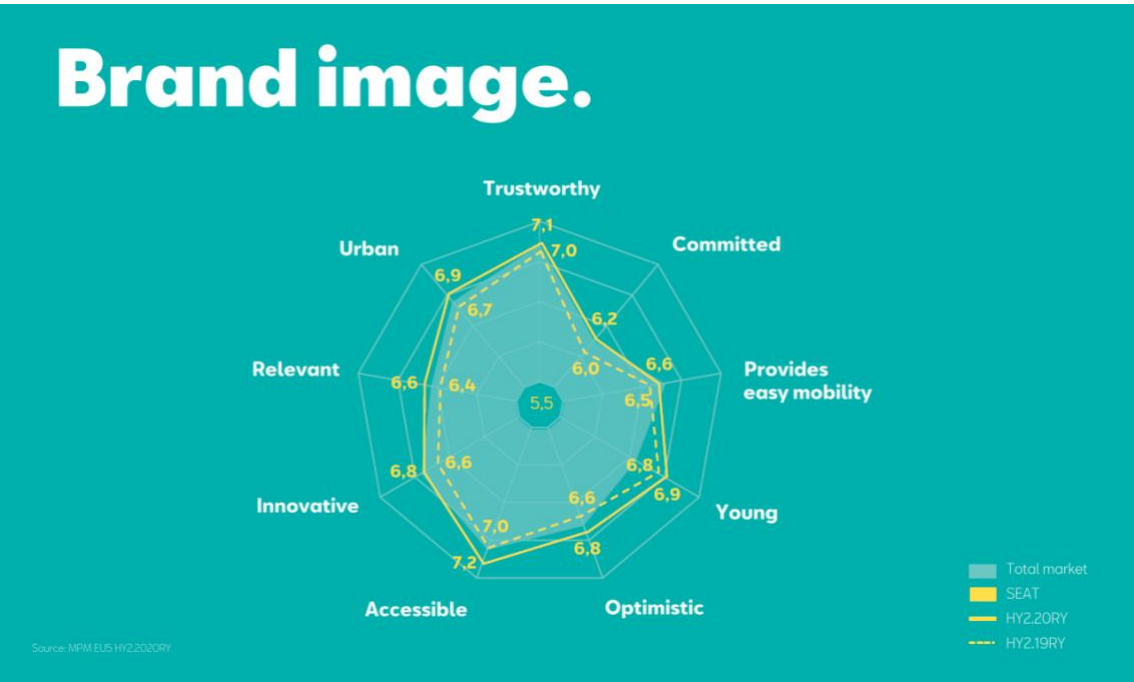 Brand image.
Trustworthy
7,1
7,0
Urban
Committed
6,9
6,7
6,2
6,0
Relevant
6,6
6,4
6,6
6,5
Provides
easy mobility
5,5
Innovative
6,8
6,6
6,8
6,9
Young
7,0
7,2
6,6
6,8
Accessible
Optimistic
Total market
SEAT
HY2.20RY
HY2.19RY
Source: MPM EU5 HY2.2020RY